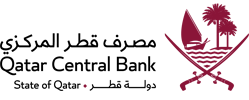 مصرف قطر المركزي
Qatar Central Bank
State of Qatar • دولة قطر